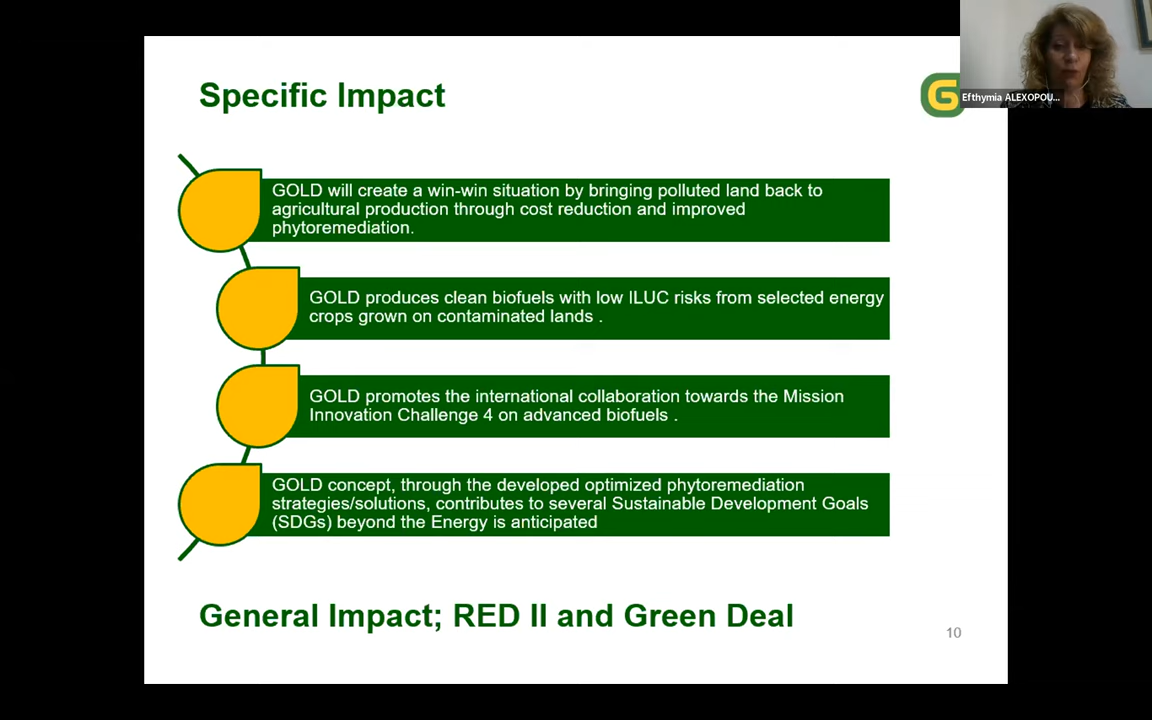 Specific Impact
G
Efthymia ALEXOPOU...
GOLD will create a win-win situation by bringing polluted land back to
agricultural production through cost reduction and improved
phytoremediation.
GOLD produces clean biofuels with low ILUC risks from selected energy
crops grown on contaminated lands .
GOLD promotes the international collaboration towards the Mission
Innovation Challenge 4 on advanced biofuels .
GOLD concept, through the developed optimized phytoremediation
strategies/solutions, contributes to several Sustainable Development Goals
(SDGs) beyond the Energy is anticipated
General Impact; RED II and Green Deal
10